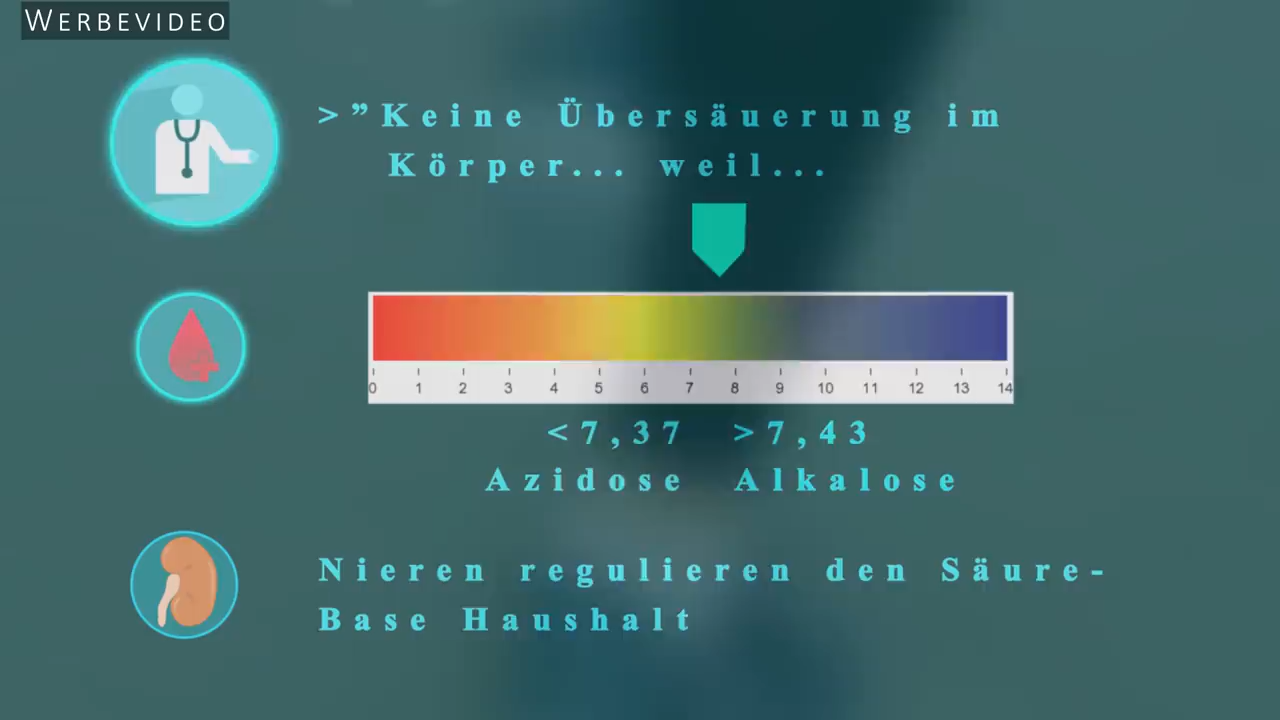 WERBEVIDEO
>”Keine Übersäuerung im
Körper... weil...
0 1 2 3 4 5 6 7 8 9 10 11 12 13 14
<7,37 >7,43
Azidose Alkalose
Nieren regulieren den Säure-
Base Haushalt